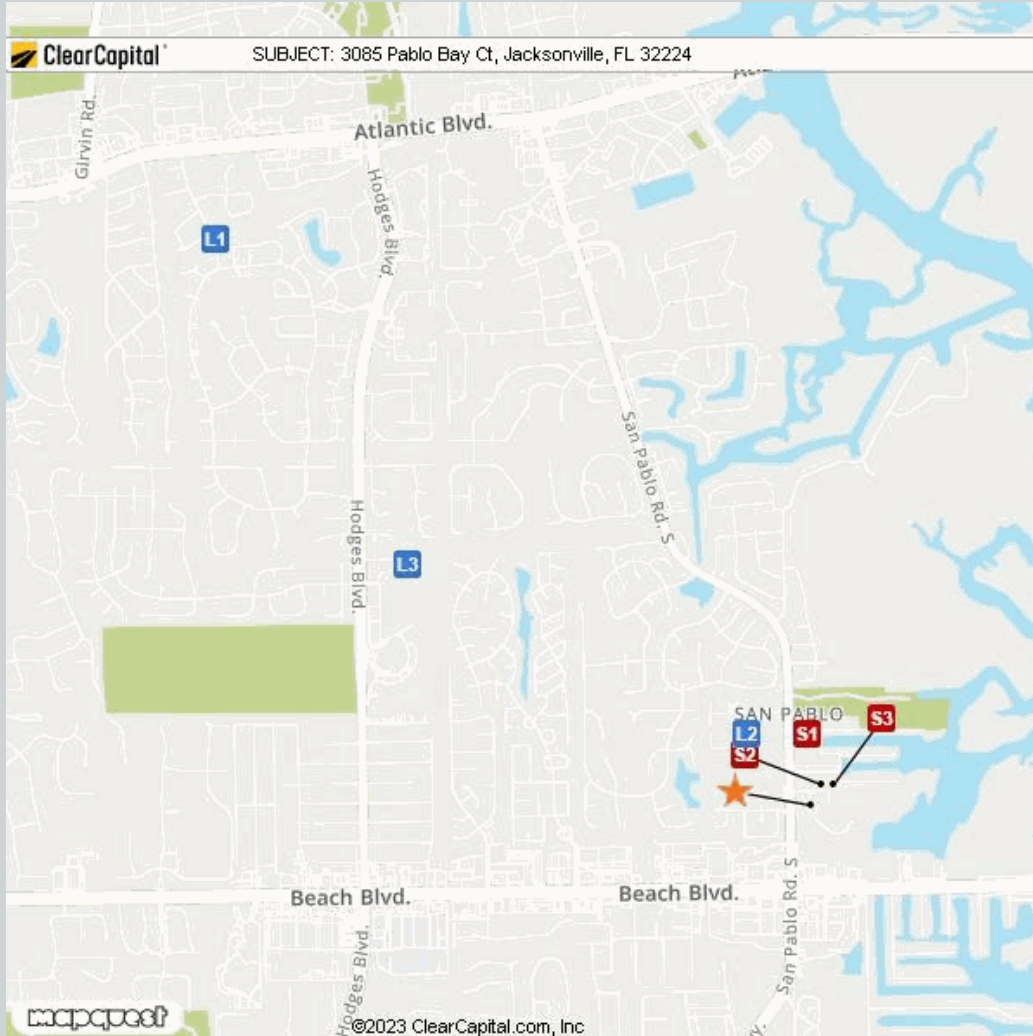 ClearCapital
SUBJECT: 3085 Pablo Bay Ct, Jacksonville, FL 32224
Girvin Rd.
Atlantic Blvd.
Hodges Blvd.
L1
San Pablo Rd. S
Hodges Blvd.
L3
SAN PABLO
S3
L2
S1
S2
Beach Blvd.
Beach Blvd.
San Pablo Rd. S
Hodges Blvd.
mapquest
©2023 ClearCapital.com, Inc